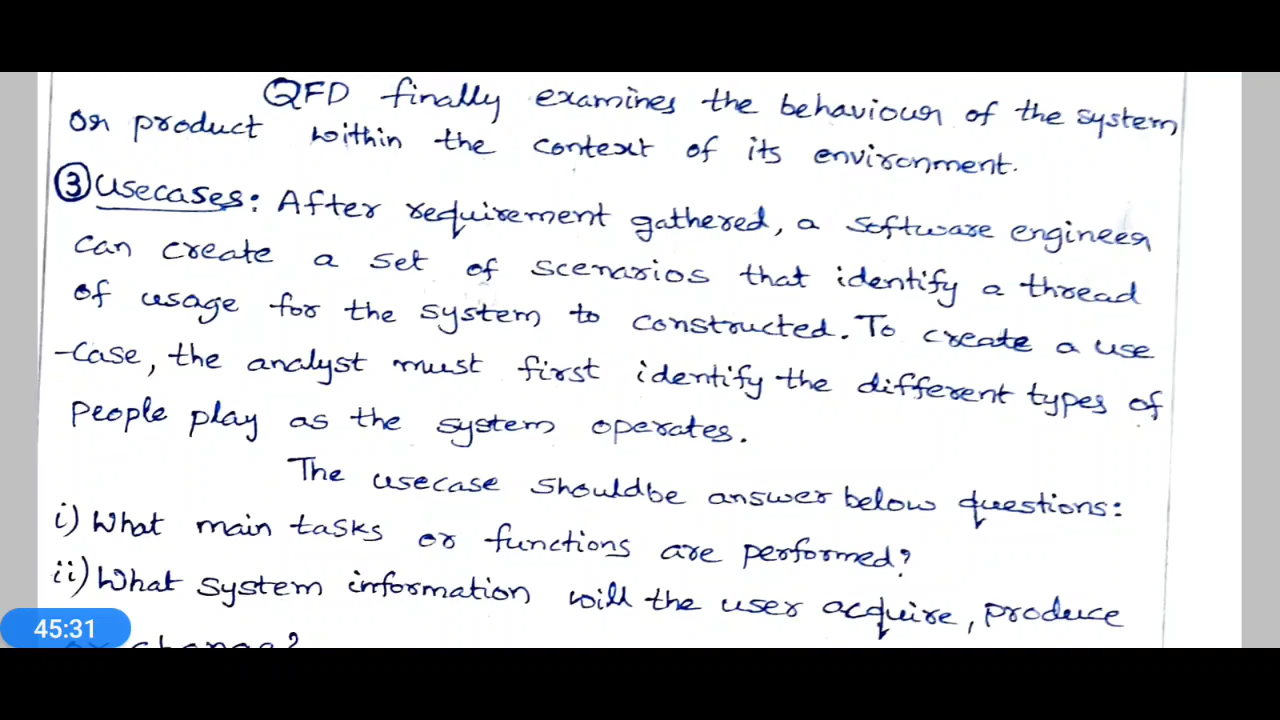 QFD finally examines the behaviour of the system
or product within the context of its environment.
③ Usecases: After requirement gathered, a software engineer
can create a set of scenarios that identify a thread
of usage for the system to constructed. To create a use
-case, the analyst must first identify the different types of
people play as the system operates.
The usecase shouldbe answer below questions:
i) What main tasks or functions are performed?
ii) What system information will the user acquire, produce
or change?
45:31